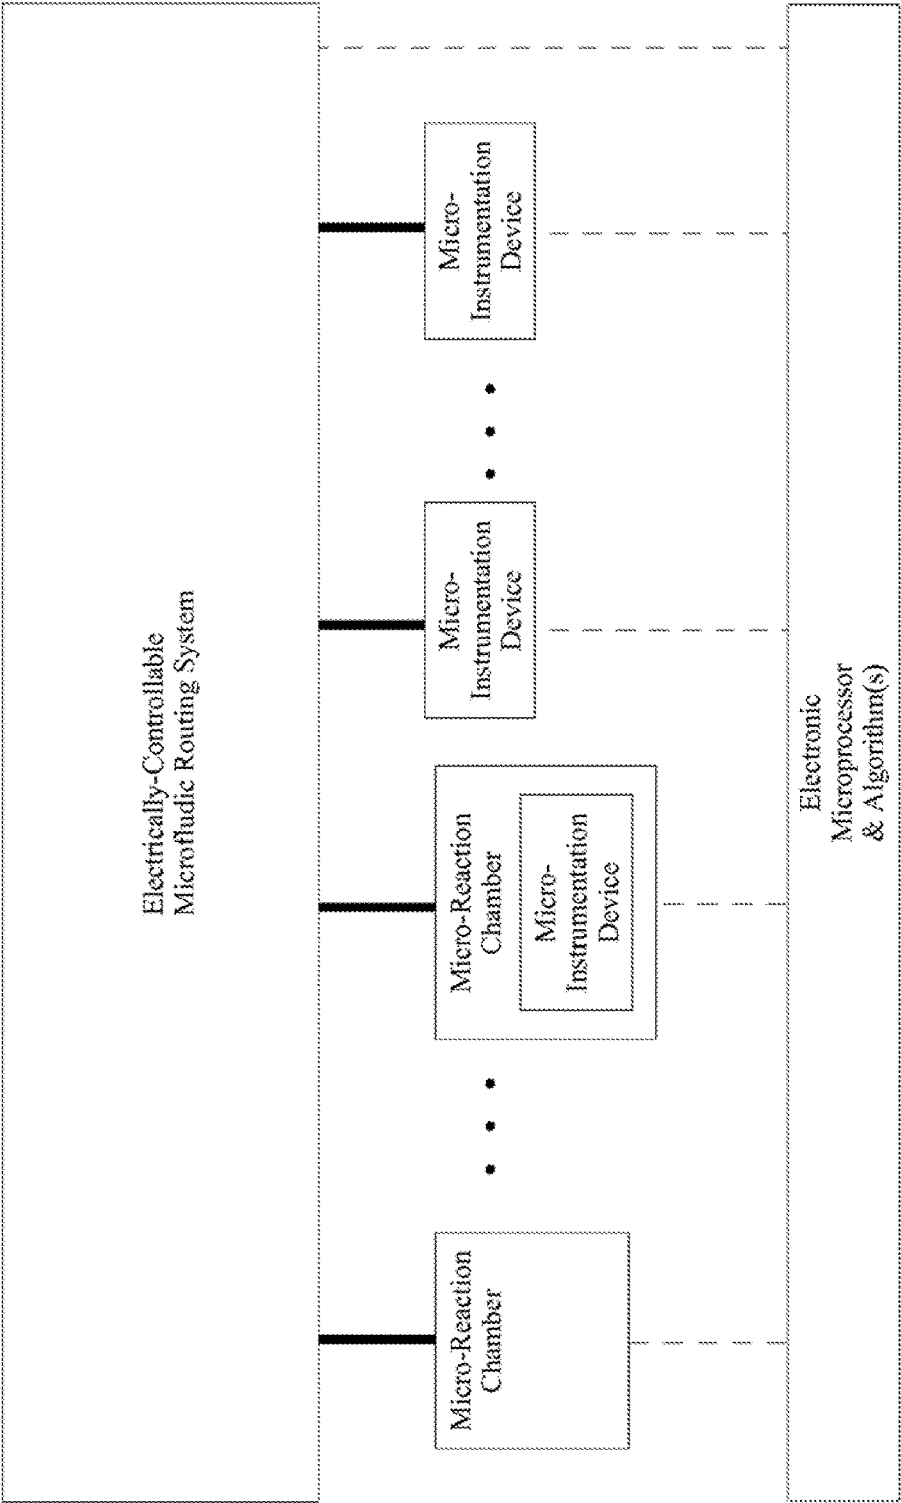 Electrically-Controllable
Microfludic Routing System
Micro-Reaction
Chamber
Micro-Reaction
Chamber
Micro-
Instrumentation
Device
Micro-
Instrumentation
Device
Micro-
Instrumentation
Device
Electronic
Microprocessor
& Algorithm(s)